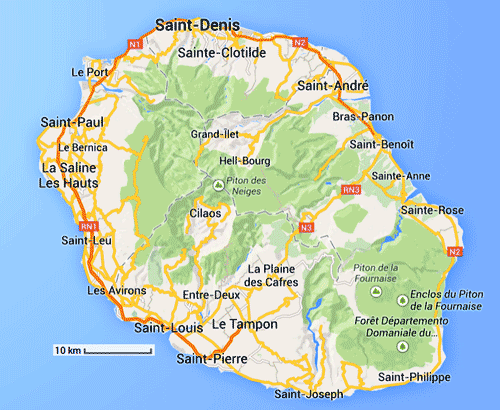 Saint-Denis
N1
N2
Sainte-Clotilde
Le Port
Saint-André
Saint-Paul
Bras-Panon
Grand-Îlet
Saint-Benoît
Le Bernica
Hell-Bourg
La Saline
Les Hauts
Sainte-Anne
Piton des
Neiges
RN3
Cilaos
Sainte-Rose
RN1
N3
Saint-Leu
N2
La Plaine
des Cafres
Piton de la
Fournaise
Les Avirons
Entre-Deux
Enclos du Piton
de la Fournaise
Saint-Louis
Le Tampon
Forêt Départemento
Domaniale du...
10 km
Saint-Pierre
Saint-Philippe
Saint-Joseph